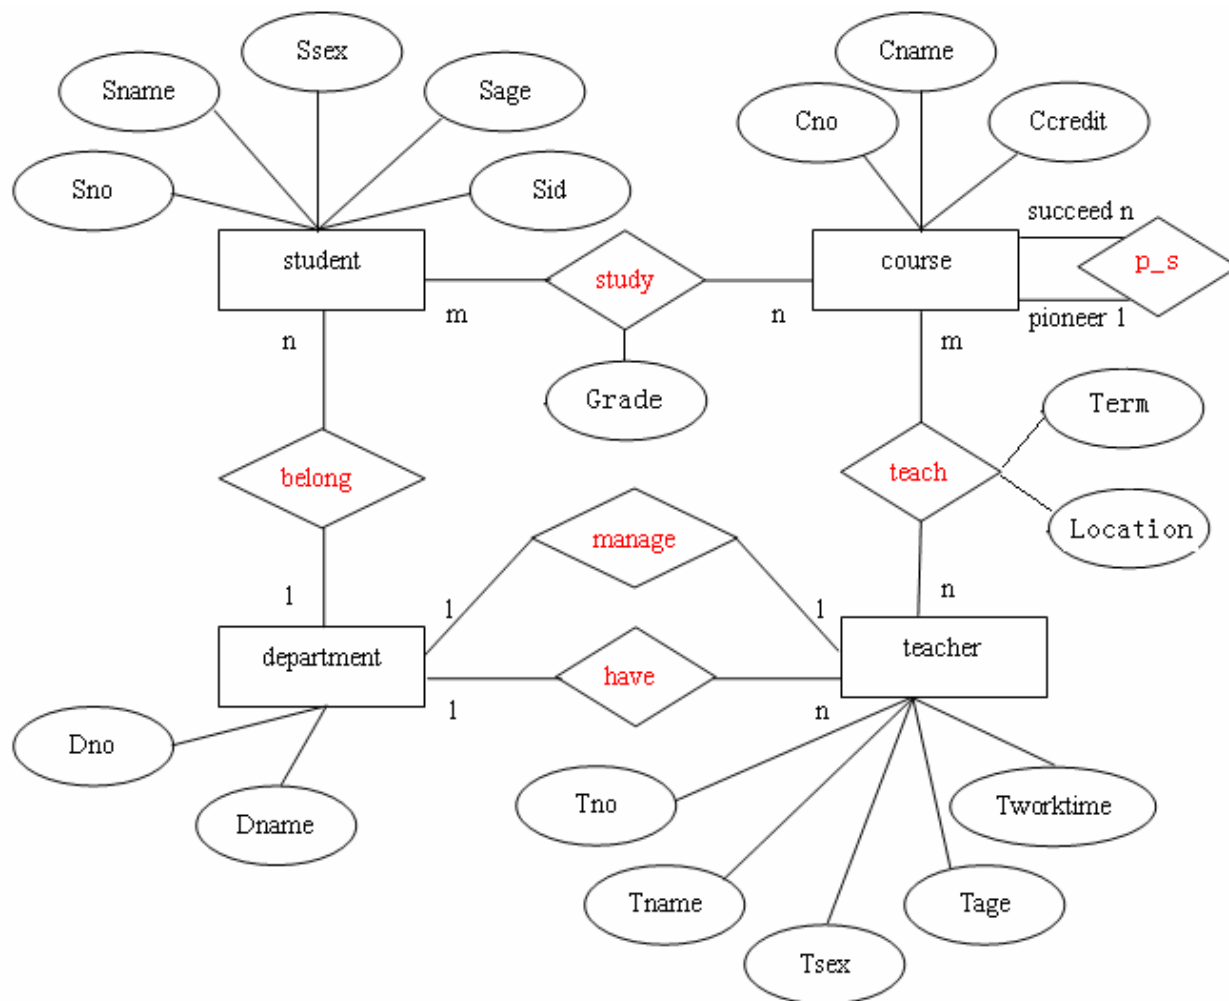 Ssex
Cname
Sname
Sage
Cno
Ccredit
Sno
Sid
succeed n
student
study
course
p_s
m
n
pioneer 1
n
m
Grade
Term
belong
teach
Location
manage
1
1
1
n
department
have
teacher
1
n
Dno
Tno
Tworktime
Dname
Tname
Tage
Tsex